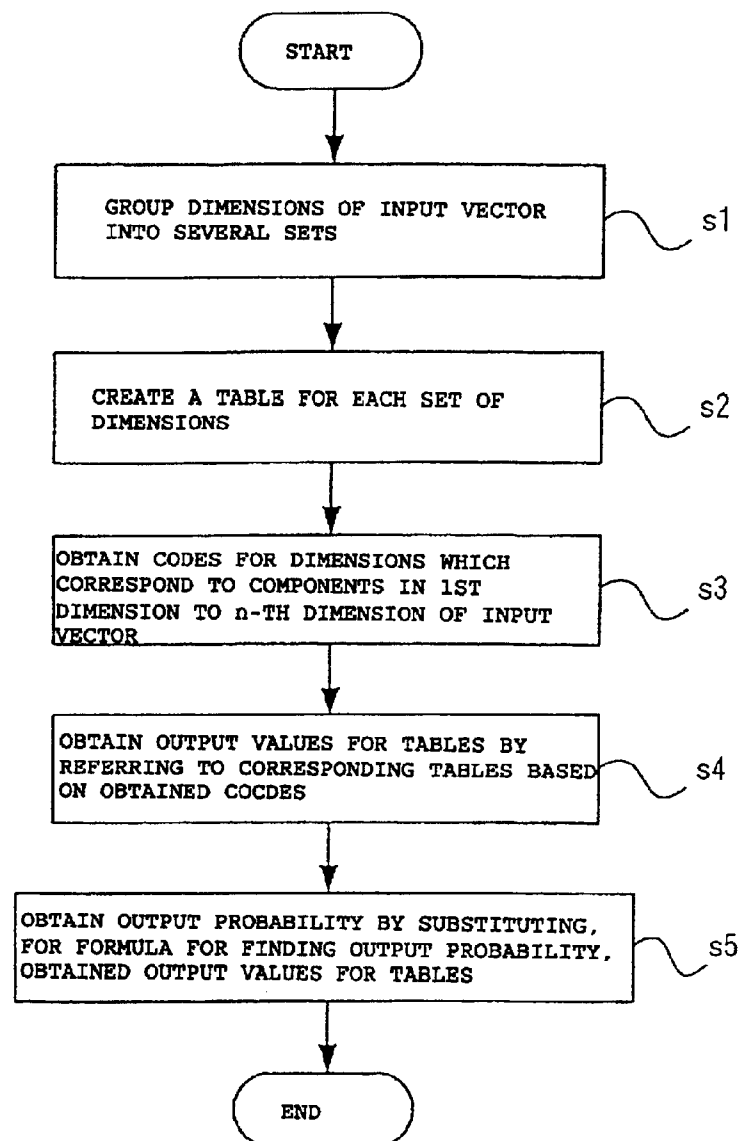 START
GROUP DIMENSIONS OF INPUT VECTOR
INTO SEVERAL SETS
s1
CREATE A TABLE FOR EACH SET OF
DIMENSIONS
s2
OBTAIN CODES FOR DIMENSIONS WHICH
CORRESPOND TO COMPONENTS IN 1ST
DIMENSION TO n-TH DIMENSION OF INPUT
VECTOR
s3
OBTAIN OUTPUT VALUES FOR TABLES BY
REFERRING TO CORRESPONDING TABLES BASED
ON OBTAINED COCDES
s4
OBTAIN OUTPUT PROBABILITY BY SUBSTITUTING,
FOR FORMULA FOR FINDING OUTPUT PROBABILITY,
OBTAINED OUTPUT VALUES FOR TABLES
s5
END